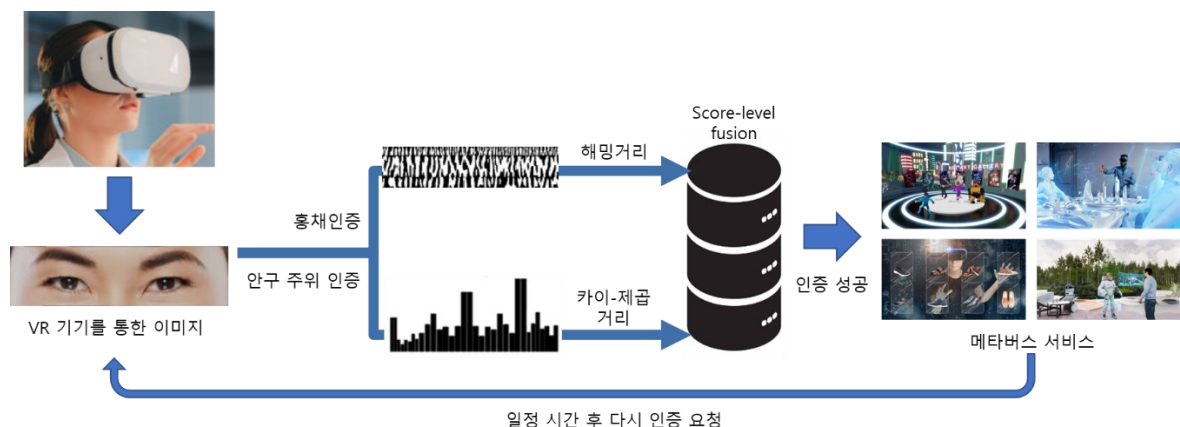 Score-level
fusion
해밍거리
홍채인증
안구 주위 인증
카이-제곱
거리
인증 성공
VR 기기를 통한 이미지
메타버스 서비스
일정 시간 후 다시 인증 요청